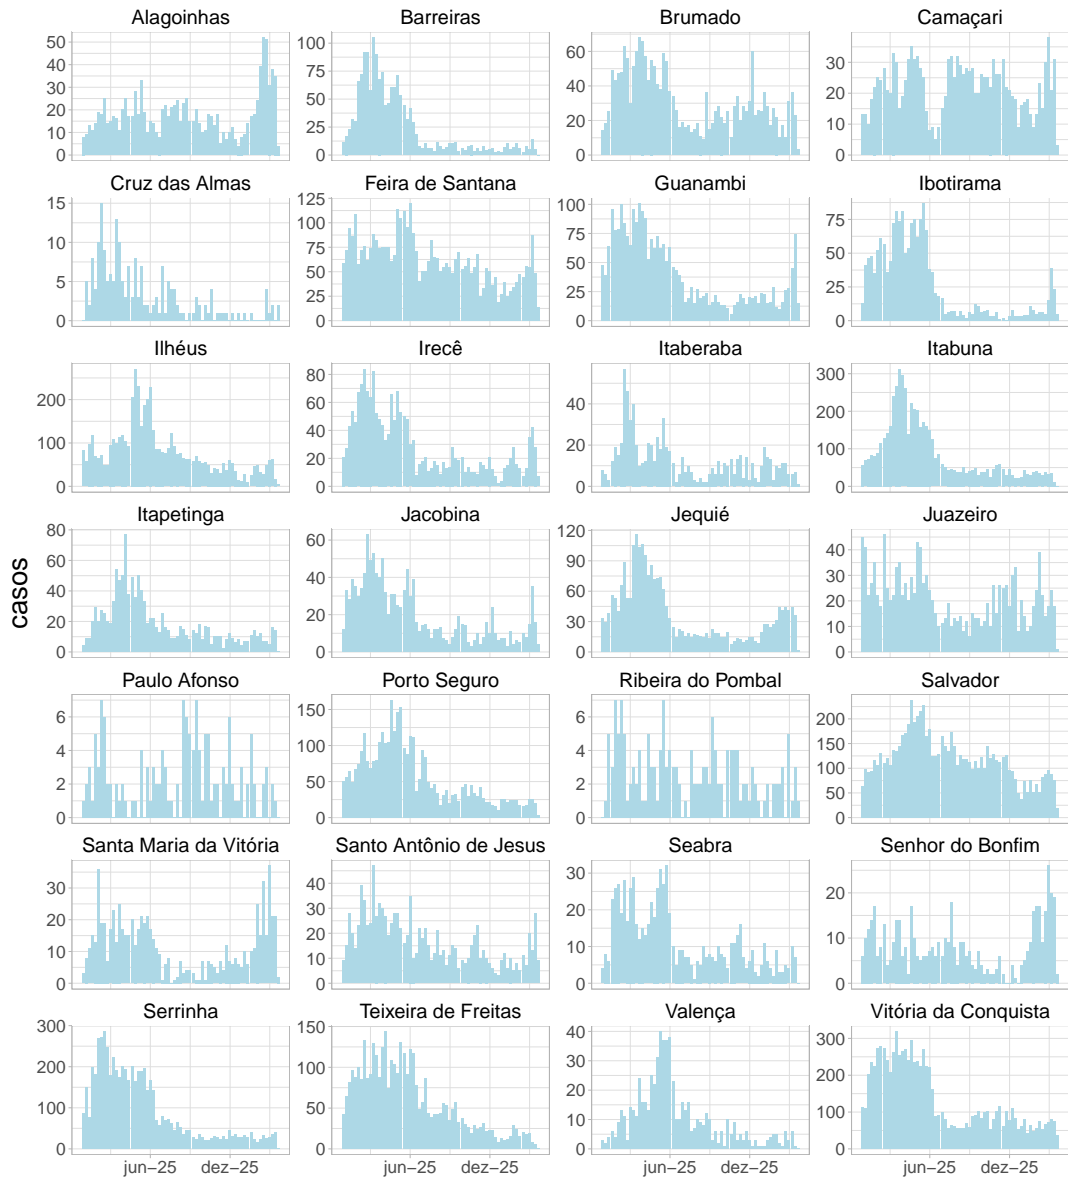 Alagoinhas Barreiras Brumado Camaçari
50 40 30 20 10 0
100 75 50 25 0
60 40 20 0
30 20 10 0
Cruz das Almas Feira de Santana Guanambi Ibotirama
15 10 5 0
125 100 75 50 25 0
100 75 50 25 0
75 50 25 0
Ilhéus Irecê Itaberaba Itabuna
200 100 0
80 60 40 20 0
40 20 0
300 200 100 0
Itapetinga Jacobina Jequié Juazeiro
80 60 40 20 0
60 40 20 0
120 90 60 30 0
40 30 20 10 0
casos
Paulo Afonso Porto Seguro Ribeira do Pombal Salvador
6 4 2 0
150 100 50 0
6 4 2 0
200 150 100 50 0
Santa Maria da Vitória Santo Antônio de Jesus Seabra Senhor do Bonfim
30 20 10 0
40 30 20 10 0
30 20 10 0
20 10 0
Serrinha Teixeira de Freitas Valença Vitória da Conquista
300 200 100 0
150 100 50 0
40 30 20 10 0
300 200 100 0
jun–25 dez–25 jun–25 dez–25 jun–25 dez–25 jun–25 dez–25